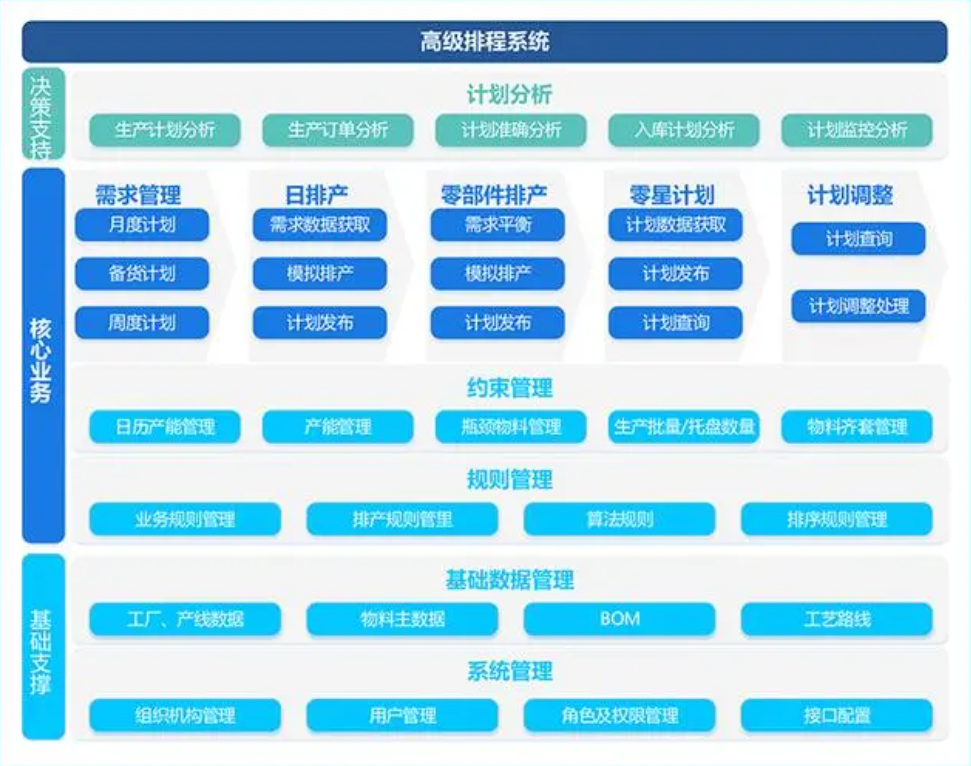 高级排程系统
决策支持
计划分析
生产计划分析 生产订单分析 计划准确分析 入库计划分析 计划监控分析
核心业务
需求管理 日排产 零部件排产 零星计划 计划调整
月度计划 需求数据获取 需求平衡 计划数据获取 计划查询
备货计划 模拟排产 模拟排产 计划发布 计划调整处理
周度计划 计划发布 计划发布 计划查询
约束管理
日历产能管理 产能管理 瓶颈物料管理 生产批量/托盘数量 物料齐套管理
规则管理
业务规则管理 排产规则管里 算法规则 排序规则管理
基础支撑
基础数据管理
工厂、产线数据 物料主数据 BOM 工艺路线
系统管理
组织机构管理 用户管理 角色及权限管理 接口配置